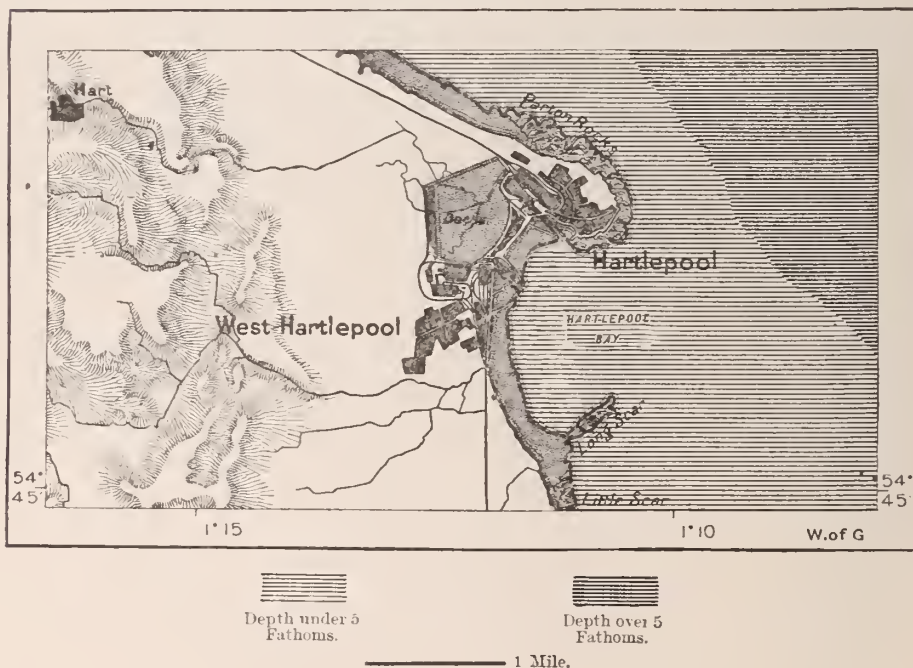 Hart
Parton Rocks
Docks
Hartlepool
West Hartlepool
HARTLEPOOL
BAY
Long Scar
54°
45'
54°
45'
Little Scar
1°15
1°10
W. of G
Depth under 5
Fathoms.
Depth over 5
Fathoms.
1 Mile.